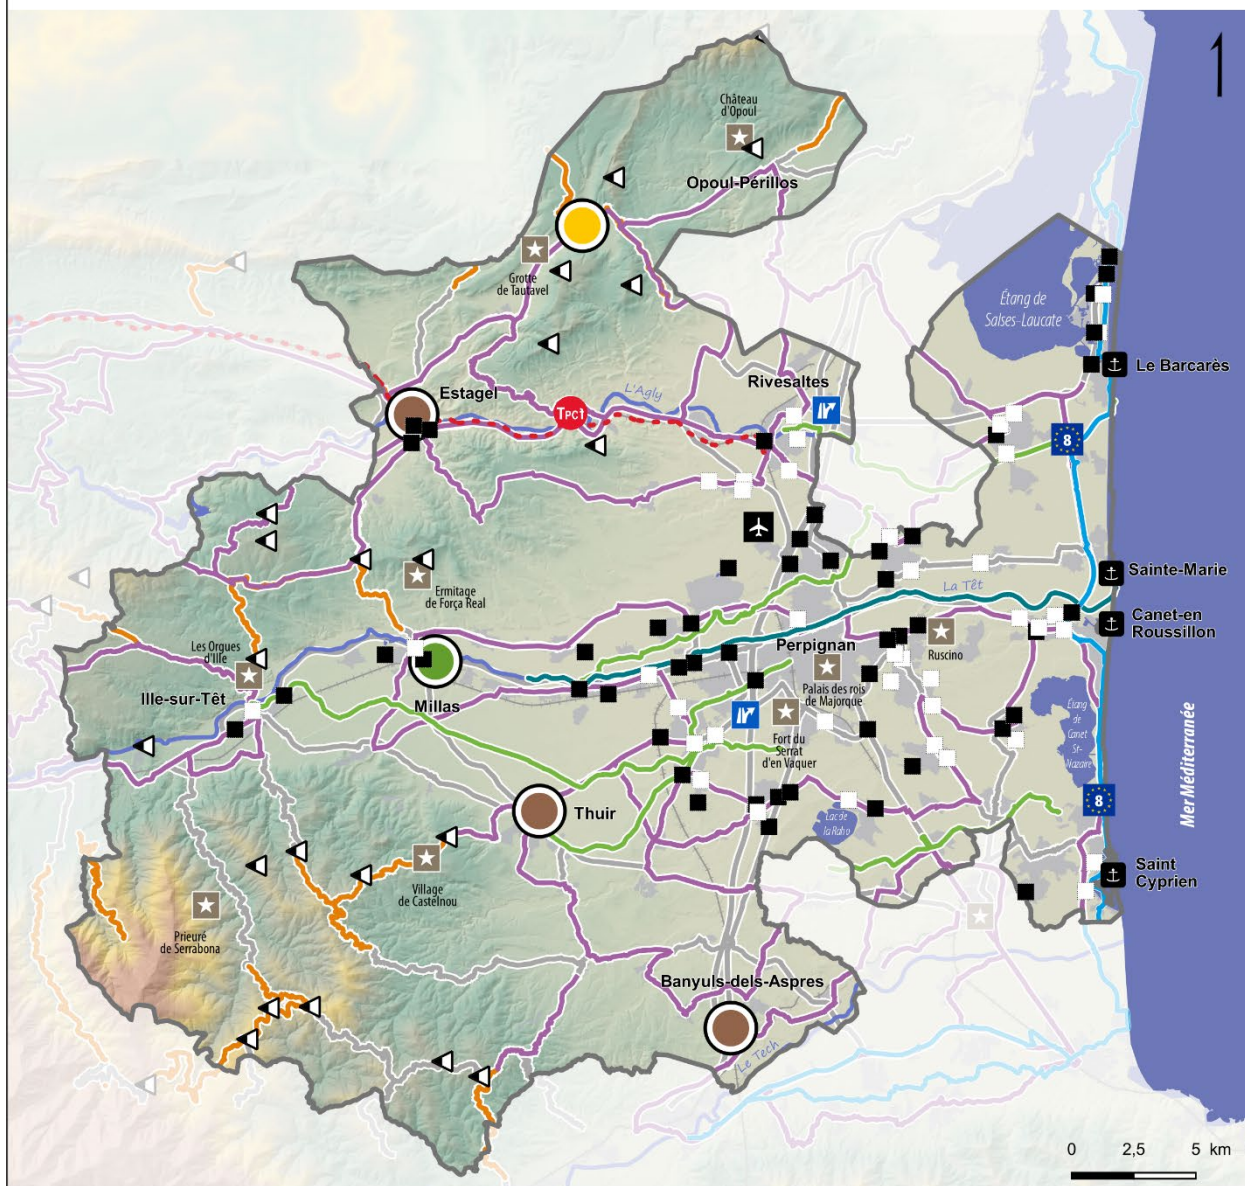 Château
d'Opoul
Opoul-Périllos
Grotte
de Tautavel
Étang de
Salses-Laucate
Le Barcarès
Rivesaltes
Estagel
L'Agly
TPCF
8
Ermitage
de Força Real
Sainte-Marie
La Têt
Canet-en
Roussillon
Les Orgues
d'Ille
Ruscino
Perpignan
Palais des rois
de Majorque
Ille-sur-Têt
Millas
Fort du
Serrat
d'en Vaquer
Étang
de
Canet
St-
Nazaire
Mer Méditerranée
8
Thuir
Lac de
la Raho
Village
de Castelnou
Saint
Cyprien
Prieuré
de Serrabona
Banyuls-dels-Aspres
Le Tech
0 2,5 5 km